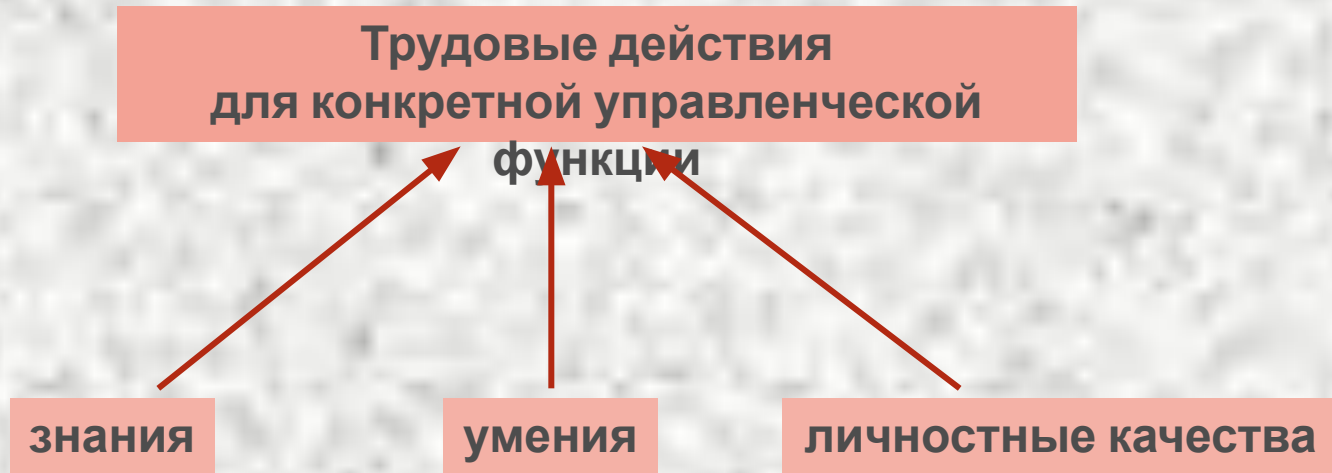 Трудовые действия
для конкретной управленческой
функции
знания
умения
личностные качества